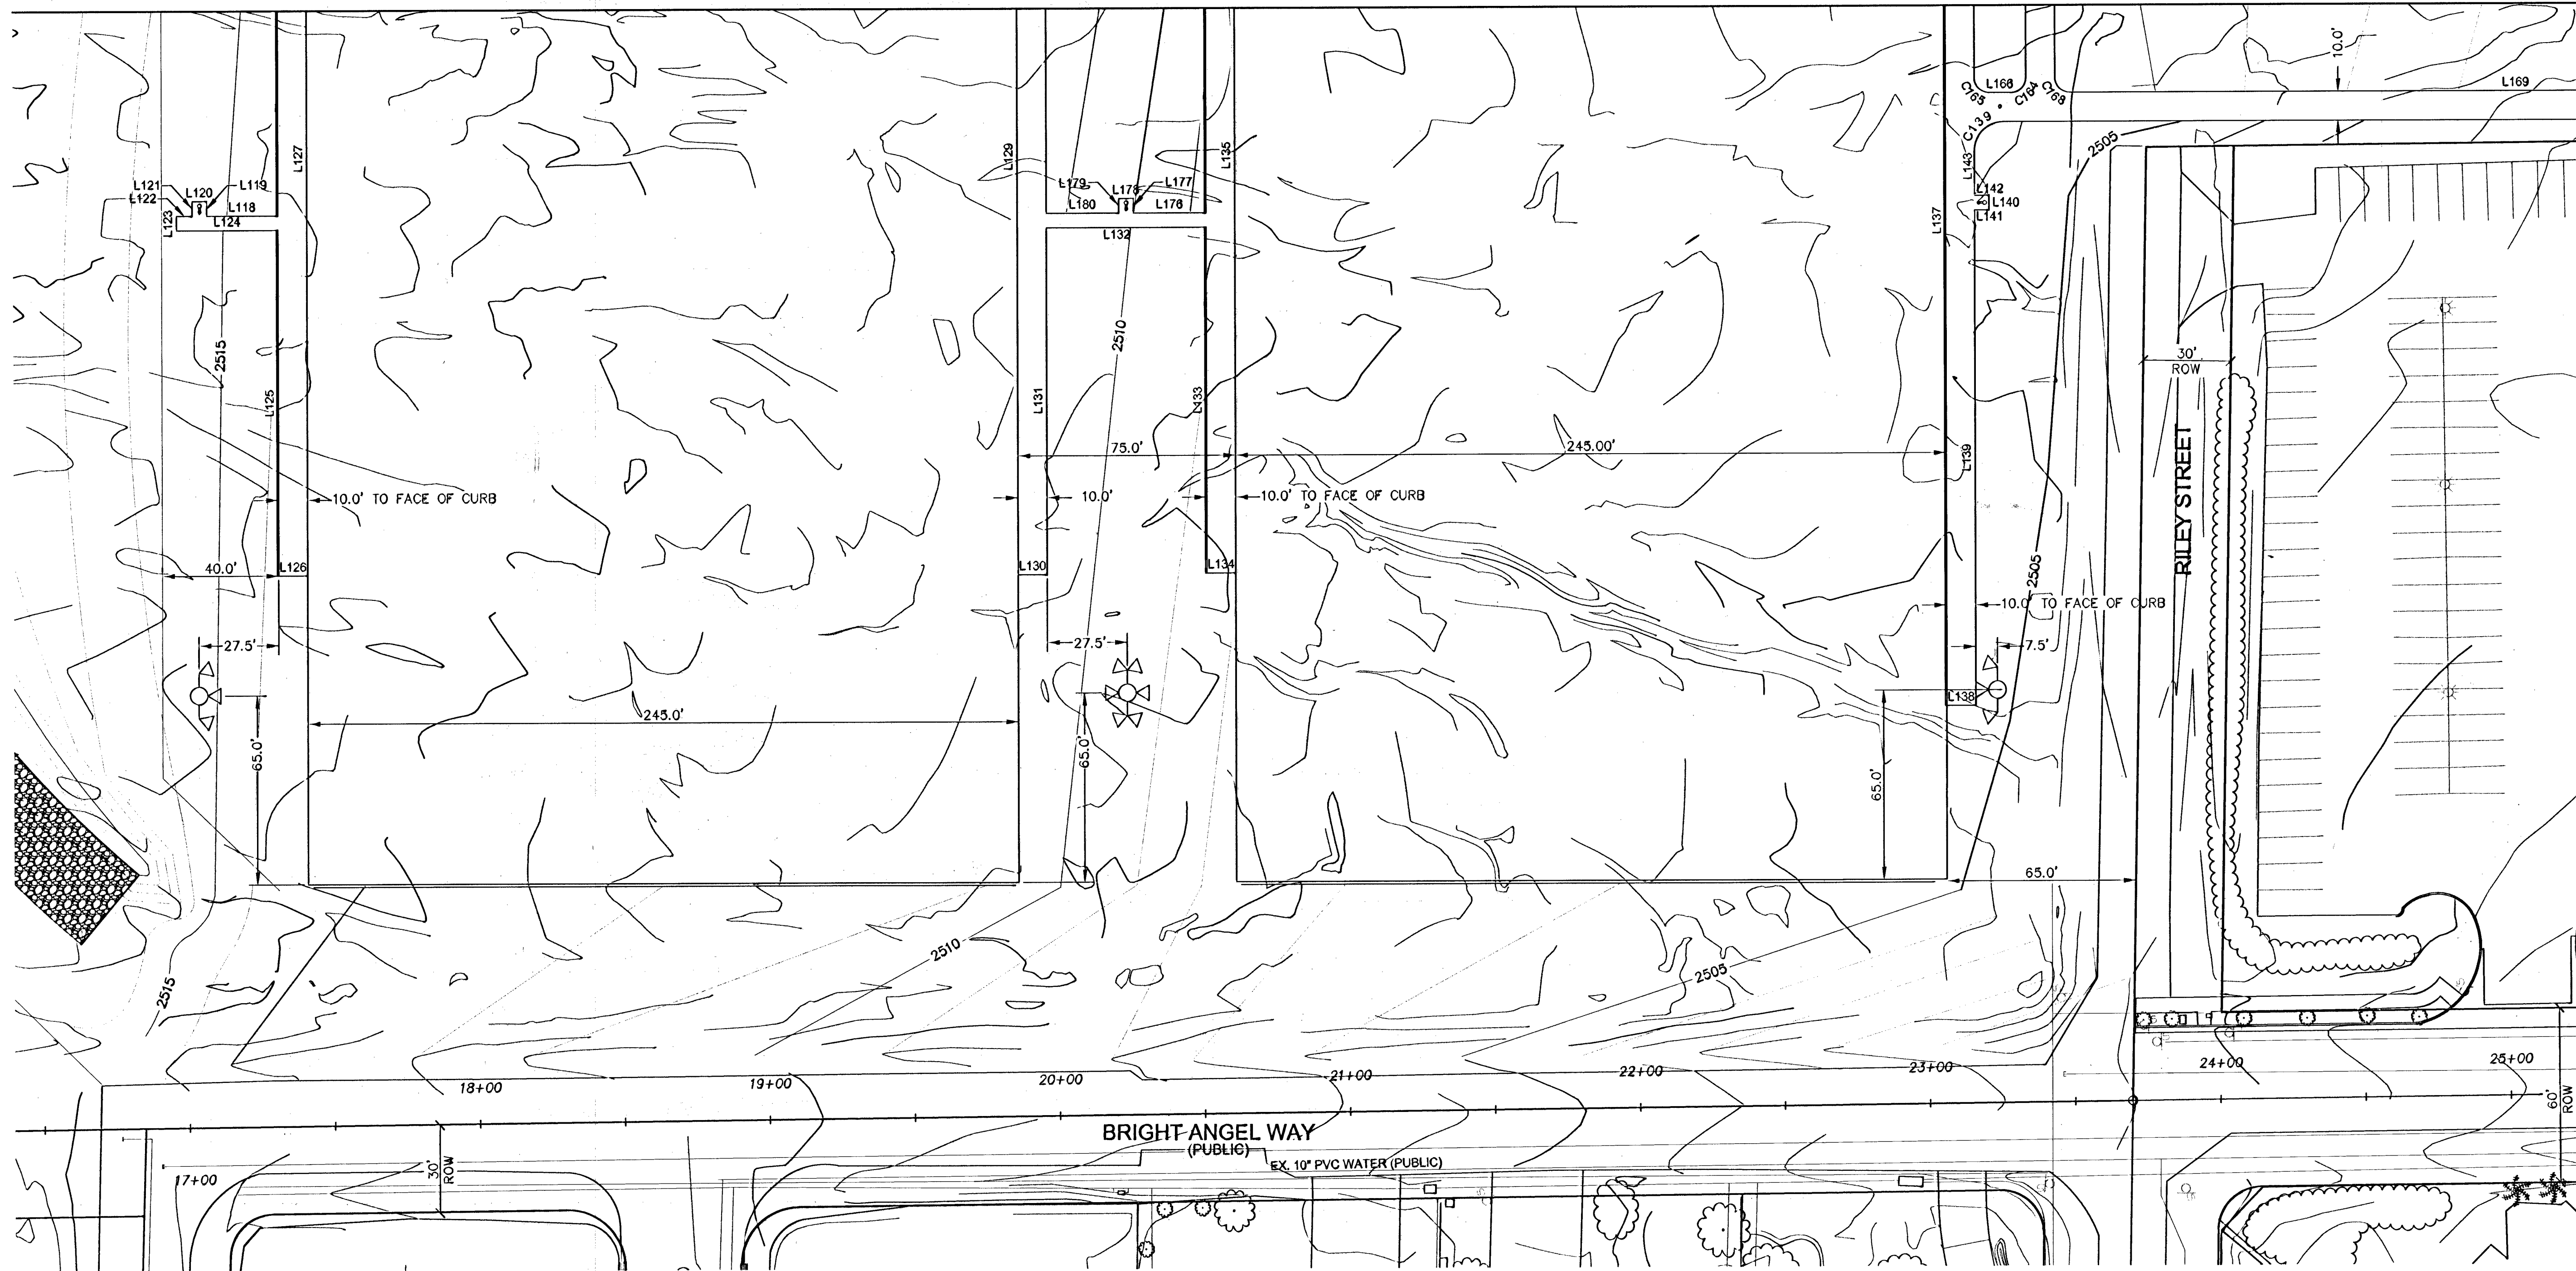 10.0'
L166
L169
C165
C164
C168
C139
2505
L127
L129
L135
L143
L121
L120
L119
L122
L118
L123
L124
L179
L178
L177
L180
L176
L132
L142
L140
L141
L137
2515
2510
L125
L131
L133
30'
ROW
75.0'
245.00'
L139
RILEY STREET
10.0' TO FACE OF CURB
10.0'
10.0' TO FACE OF CURB
40.0'
L126
L130
L134
2505
10.0' TO FACE OF CURB
27.5'
27.5'
7.5'
L138
245.0'
65.0'
65.0'
65.0'
65.0'
2510
2505
2515
18+00
19+00
20+00
21+00
22+00
23+00
24+00
25+00
60'
ROW
BRIGHT ANGEL WAY
(PUBLIC)
EX. 10" PVC WATER (PUBLIC)
30'
ROW
17+00